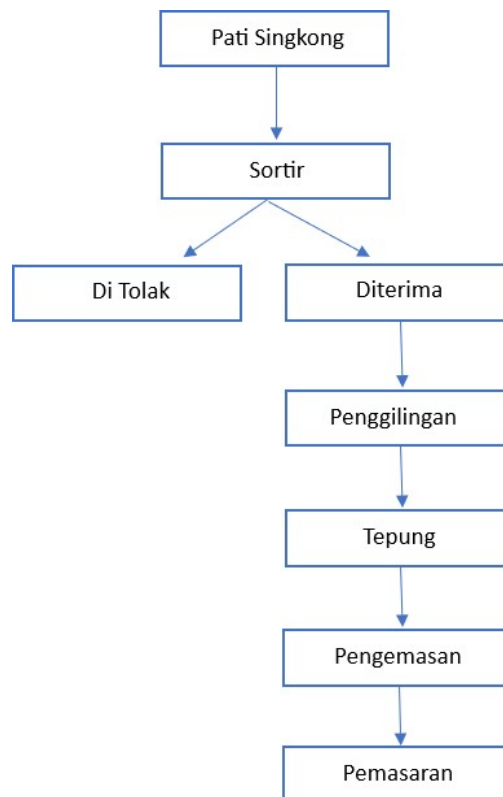 Pati Singkong
Sortir
Di Tolak
Diterima
Penggilingan
Tepung
Pengemasan
Pemasaran